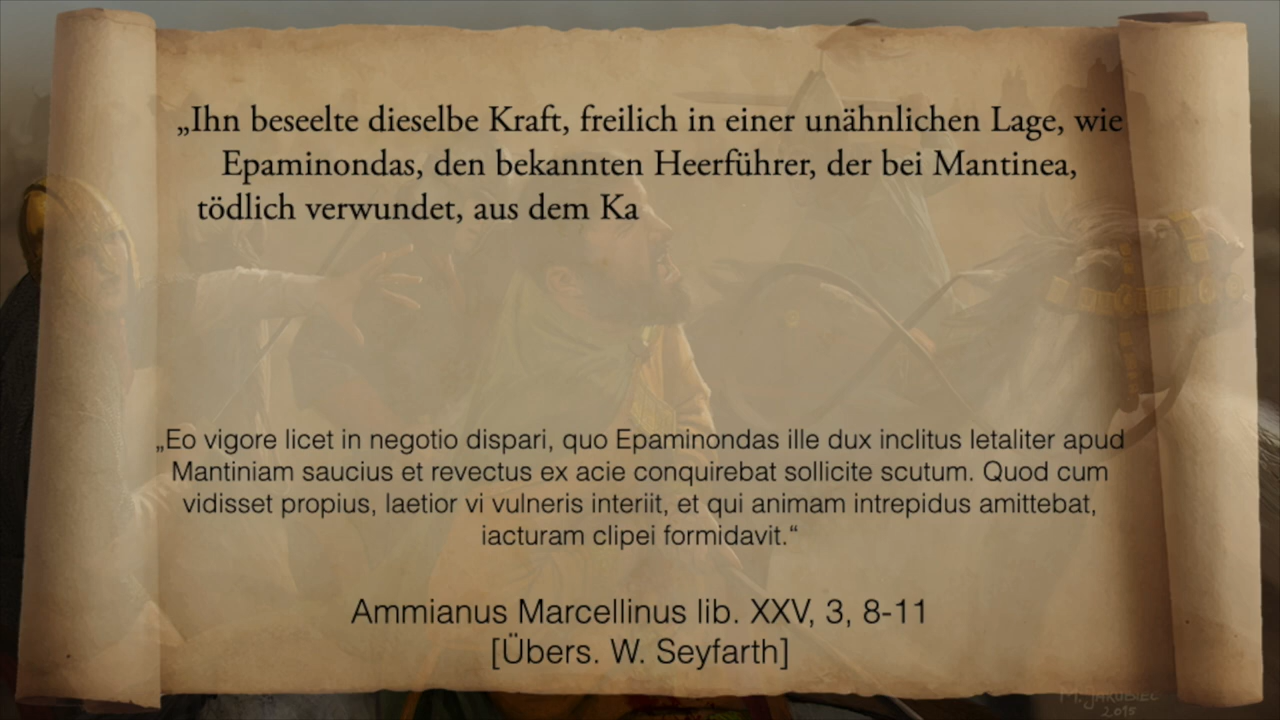 „Ihn beseelte dieselbe Kraft, freilich in einer unähnlichen Lage, wie
Epaminondas, den bekannten Heerführer, der bei Mantinea,
tödlich verwundet, aus dem Ka
„Eo vigore licet in negotio dispari, quo Epaminondas ille dux inclitus letaliter apud
Mantiniam saucius et revectus ex acie conquirebat sollicite scutum. Quod cum
vidisset propius, laetior vi vulneris interiit, et qui animam intrepidus amittebat,
iacturam clipei formidavit.“
Ammianus Marcellinus lib. XXV, 3, 8-11
[Übers. W. Seyfarth]
M. JAKOBIEC
2015